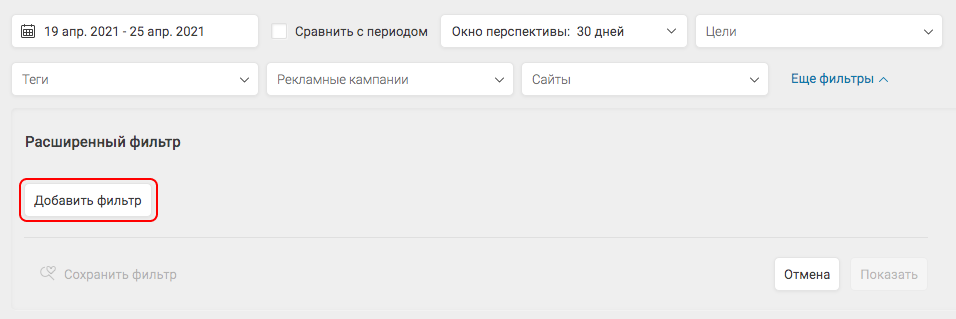 19 апр. 2021 - 25 апр. 2021 Сравнить с периодом Окно перспективы: 30 дней Цели
Теги Рекламные кампании Сайты Еще фильтры
Расширенный фильтр
Добавить фильтр
Сохранить фильтр Отмена Показать